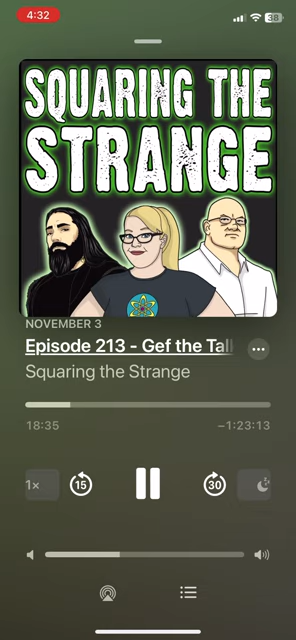 4:32
38
SQUARING THE
STRANGE
NOVEMBER 3
Episode 213 - Gef the Tal
Squaring the Strange
18:35
−1:23:13
1×
15
30